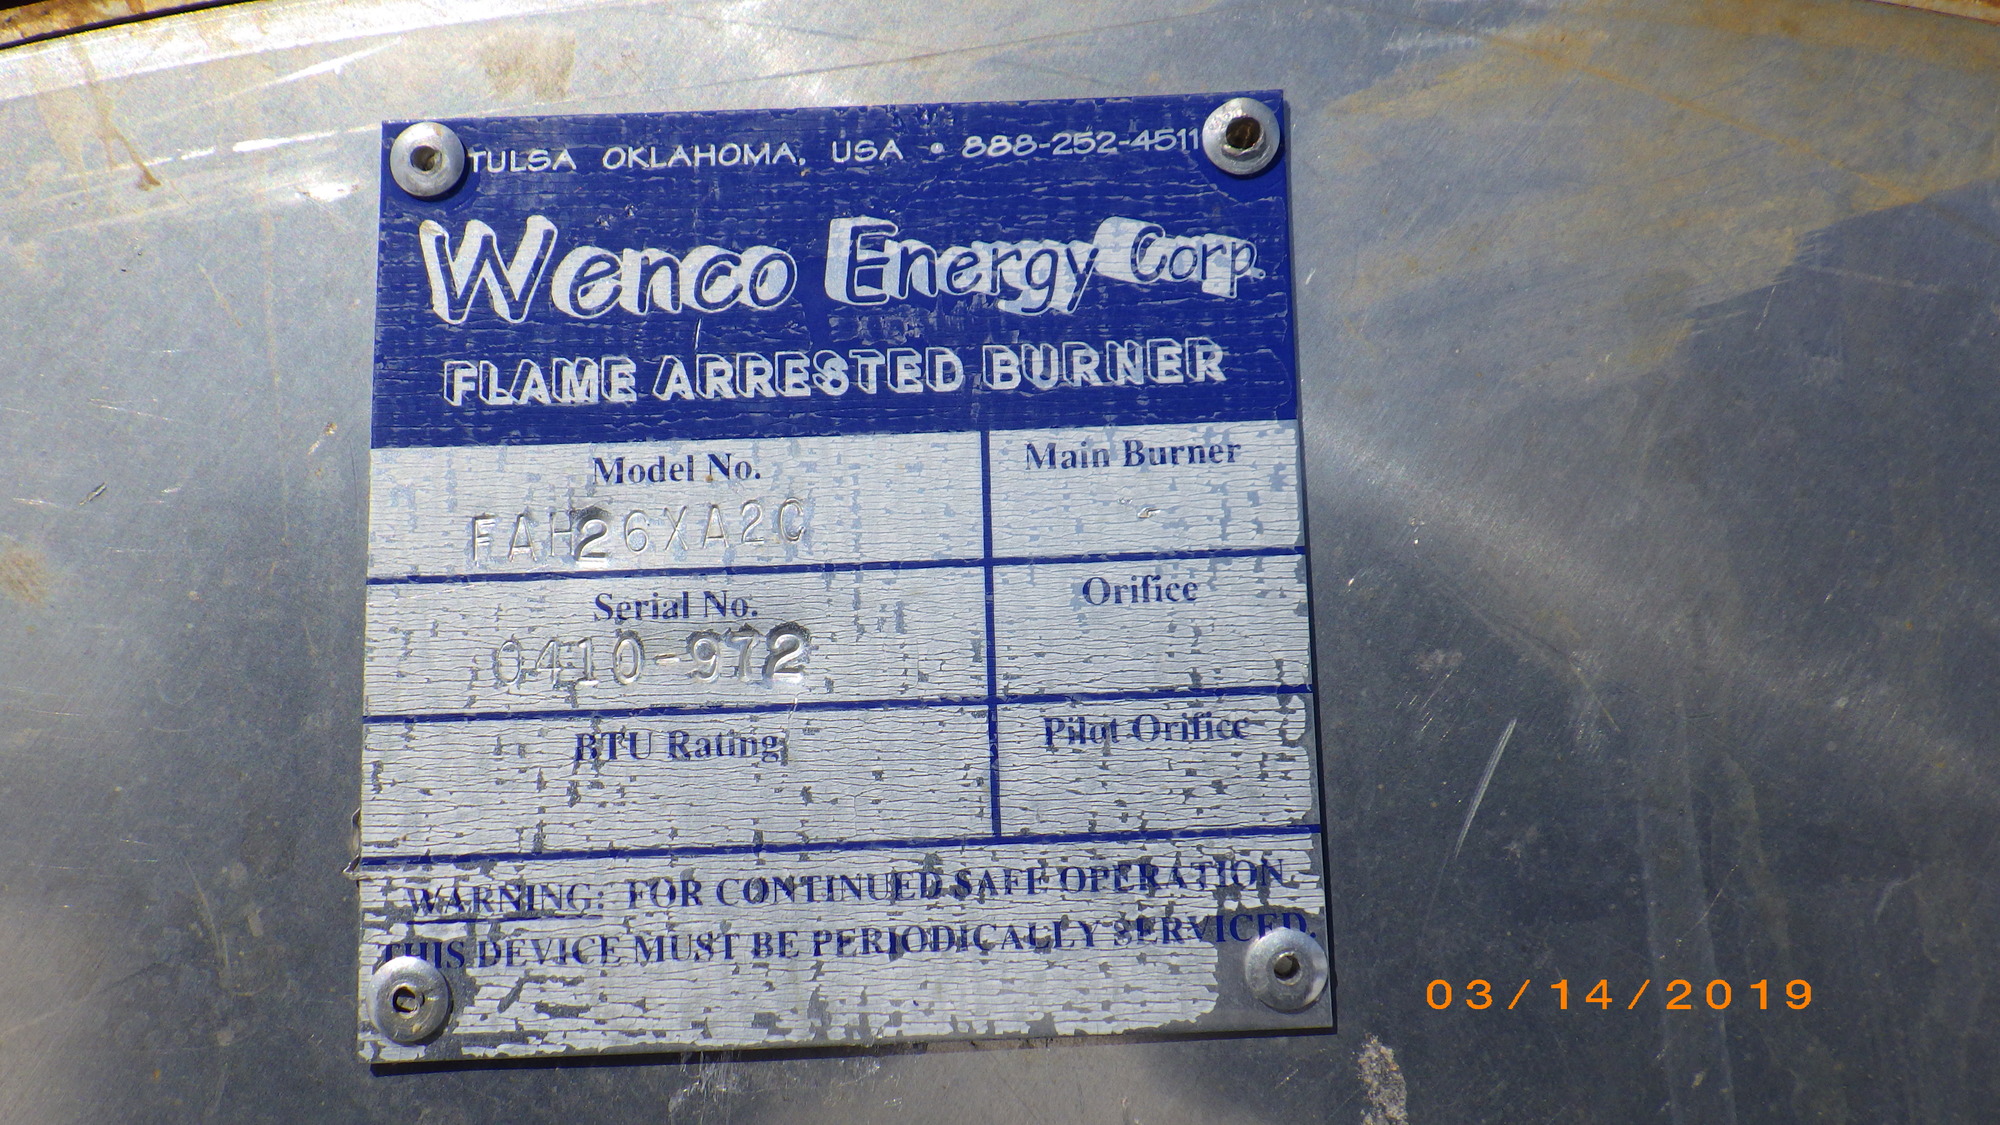 TULSA OKLAHOMA, USA • 888-252-4511
Wenco Energy Corp.
FLAME ARRESTED BURNER
Model No.
FAH26XA2C
Main Burner
-
Serial No.
0410-972
Orifice
BTU Rating
Pilot Orifice
WARNING: FOR CONTINUED SAFE OPERATION
THIS DEVICE MUST BE PERIODICALLY SERVICED.
03/14/2019